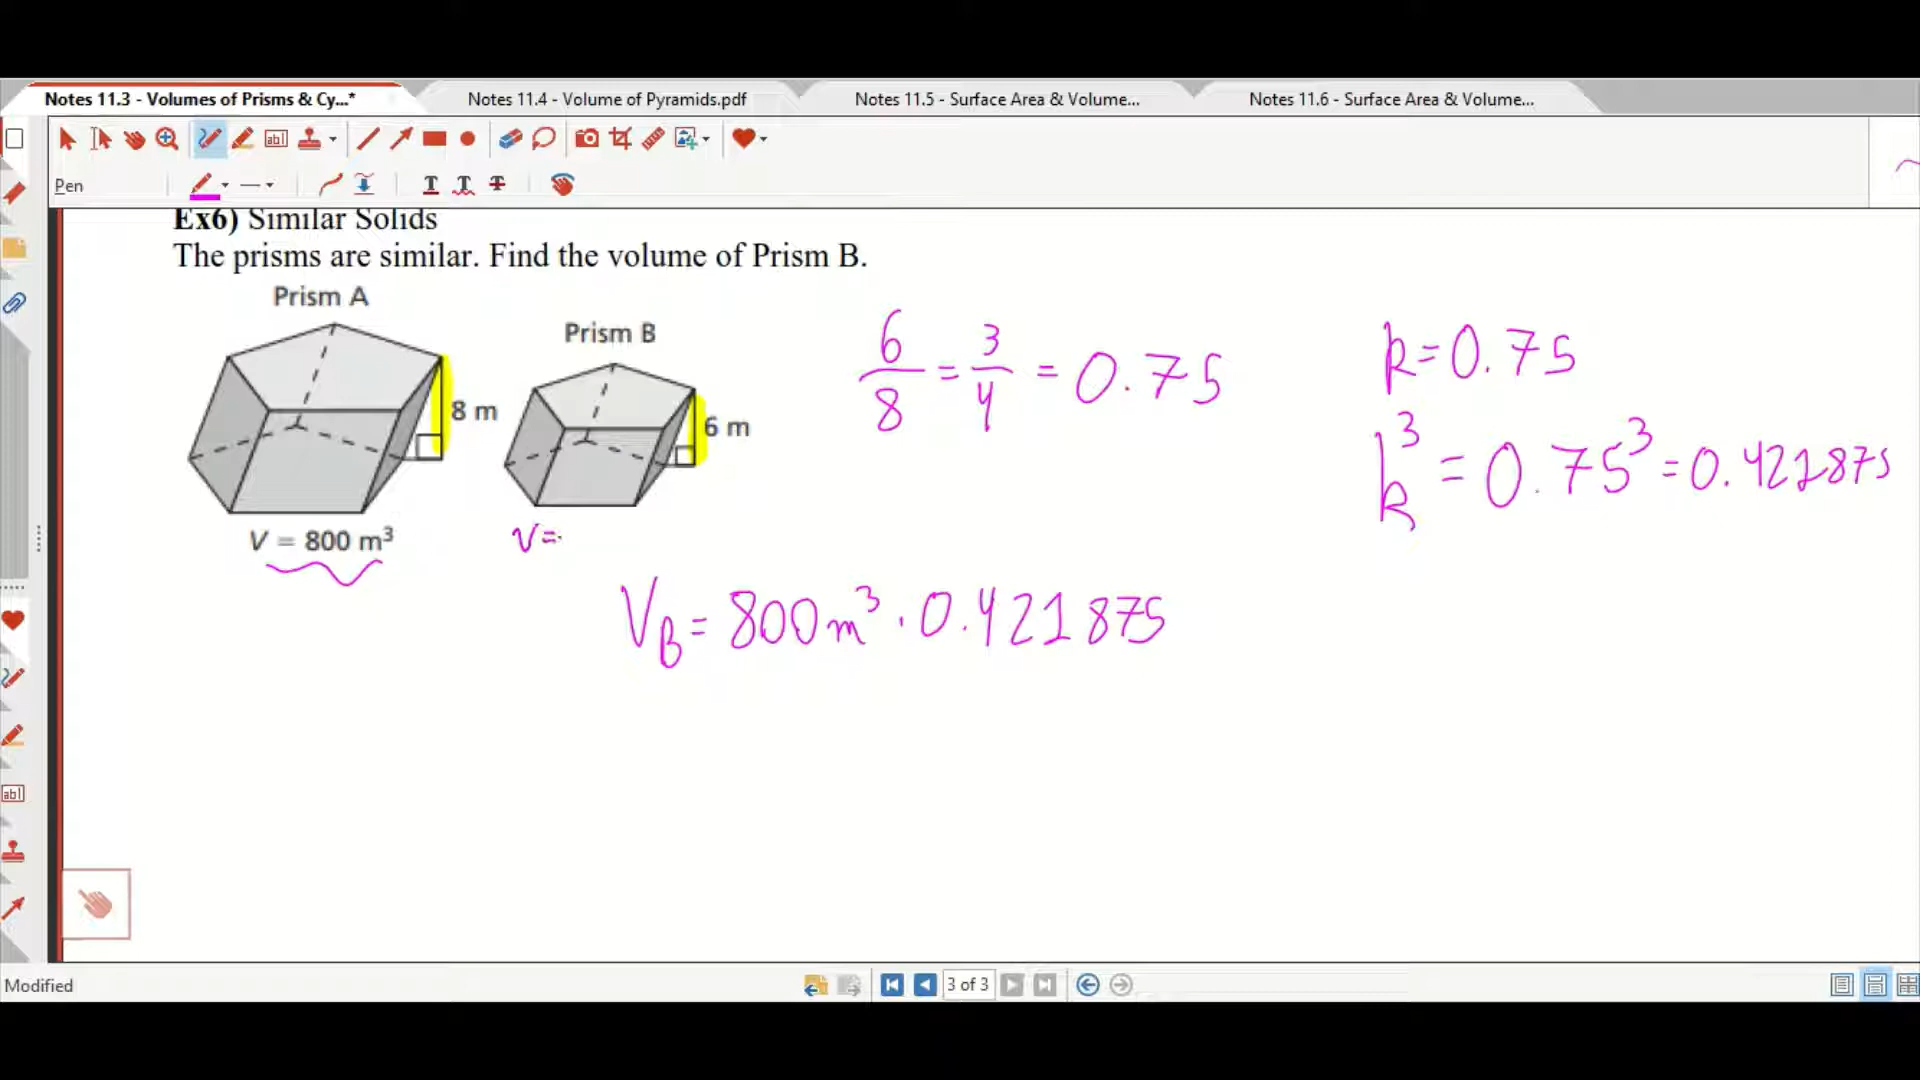 Notes 11.3 - Volumes of Prisms & Cy...*
Notes 11.4 - Volume of Pyramids.pdf
Notes 11.5 - Surface Area & Volume...
Notes 11.6 - Surface Area & Volume...
Pen
Ex6) Similar Solids
The prisms are similar. Find the volume of Prism B.
Prism A
Prism B
8 m
6 m
V = 800 m³
V=
6/8 = 3/4 = 0.75
k=0.75
k³ = 0.75³ = 0.421875
V_B = 800m³ · 0.421875
Modified
3 of 3